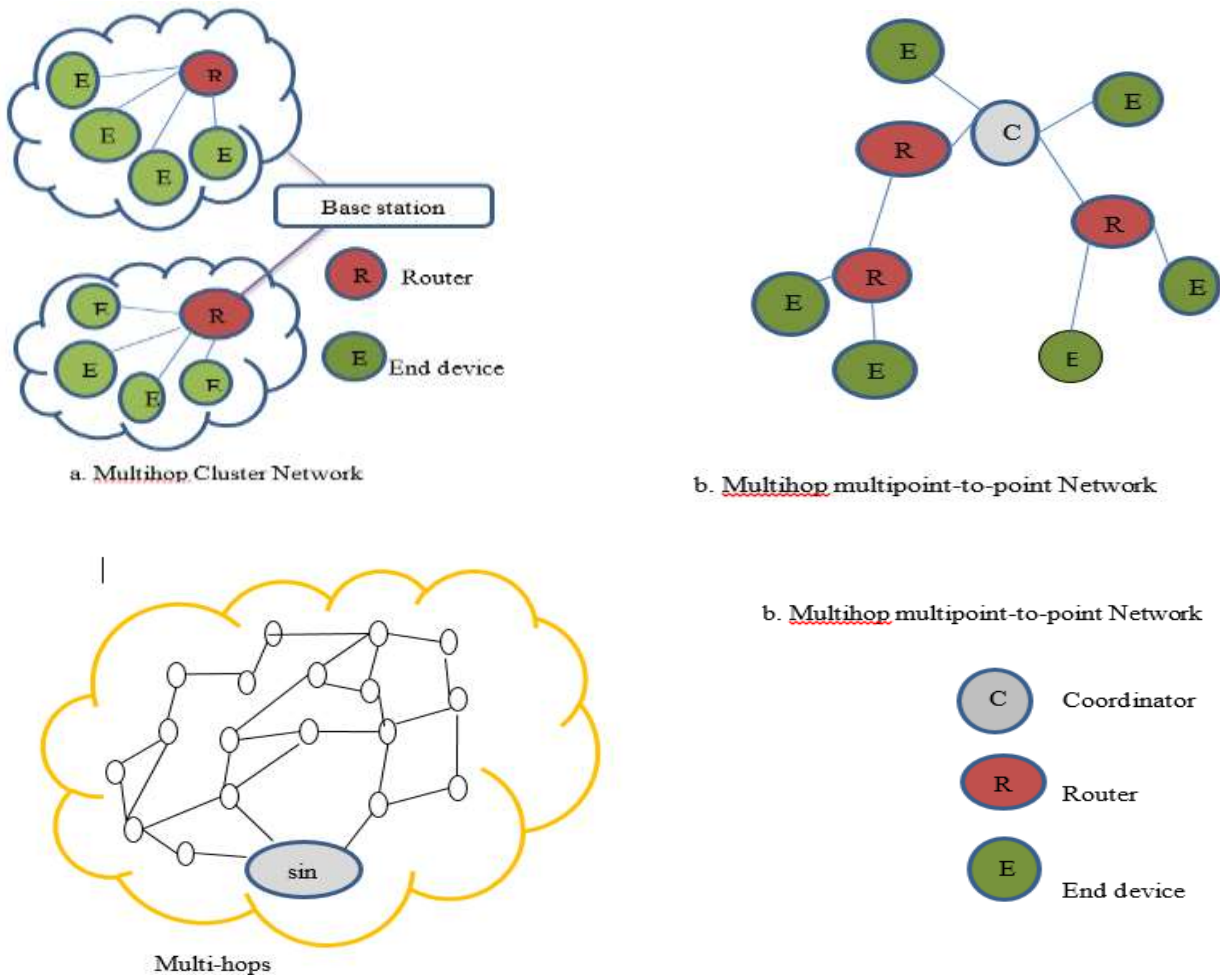 E
R
E
E
E
Base station
E
R
E
E
E
R Router
E End device
a. Multihop Cluster Network
E
E
C
R
R
R
E
E
E
E
b. Multihop multipoint-to-point Network
sin
Multi-hops
b. Multihop multipoint-to-point Network
C Coordinator
R Router
E End device